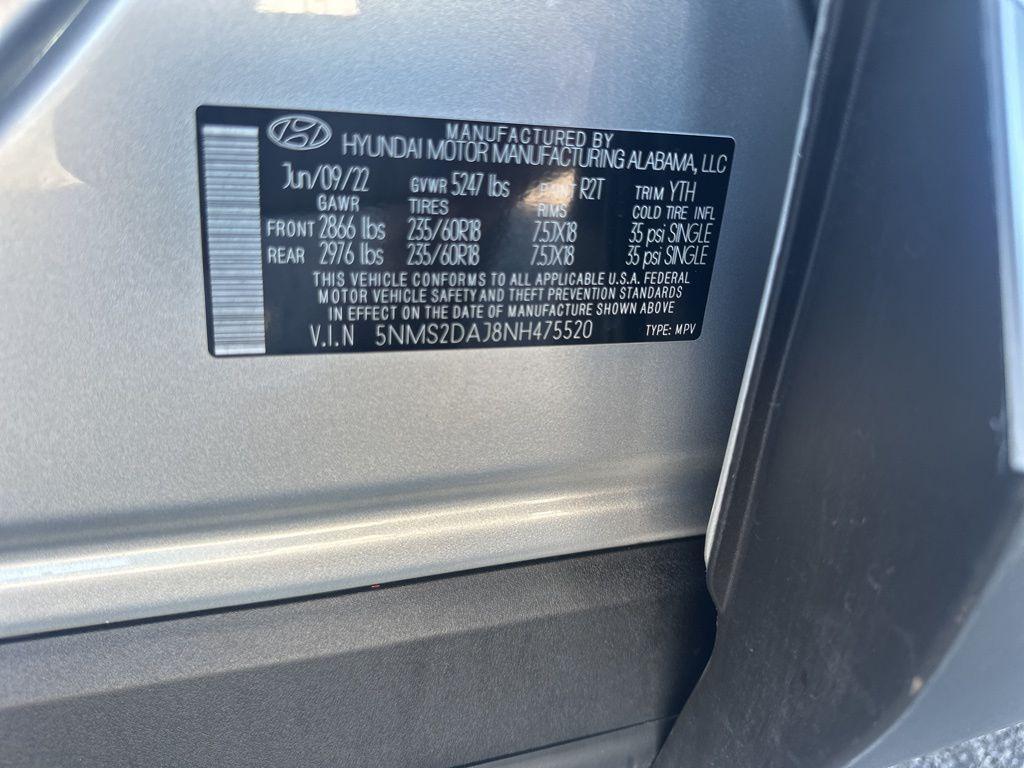 MANUFACTURED BY
HYUNDAI MOTOR MANUFACTURING ALABAMA, LLC
Jun/09/22 GVWR 5247 lbs PAINT R2T TRIM YTH
GAWR TIRES RIMS COLD TIRE INFL
FRONT 2866 lbs 235/60R18 7.5JX18 35 psi SINGLE
REAR 2976 lbs 235/60R18 7.5JX18 35 psi SINGLE
THIS VEHICLE CONFORMS TO ALL APPLICABLE U.S.A. FEDERAL
MOTOR VEHICLE SAFETY AND THEFT PREVENTION STANDARDS
IN EFFECT ON THE DATE OF MANUFACTURE SHOWN ABOVE
V.I.N 5NMS2DAJ8NH475520 TYPE: MPV